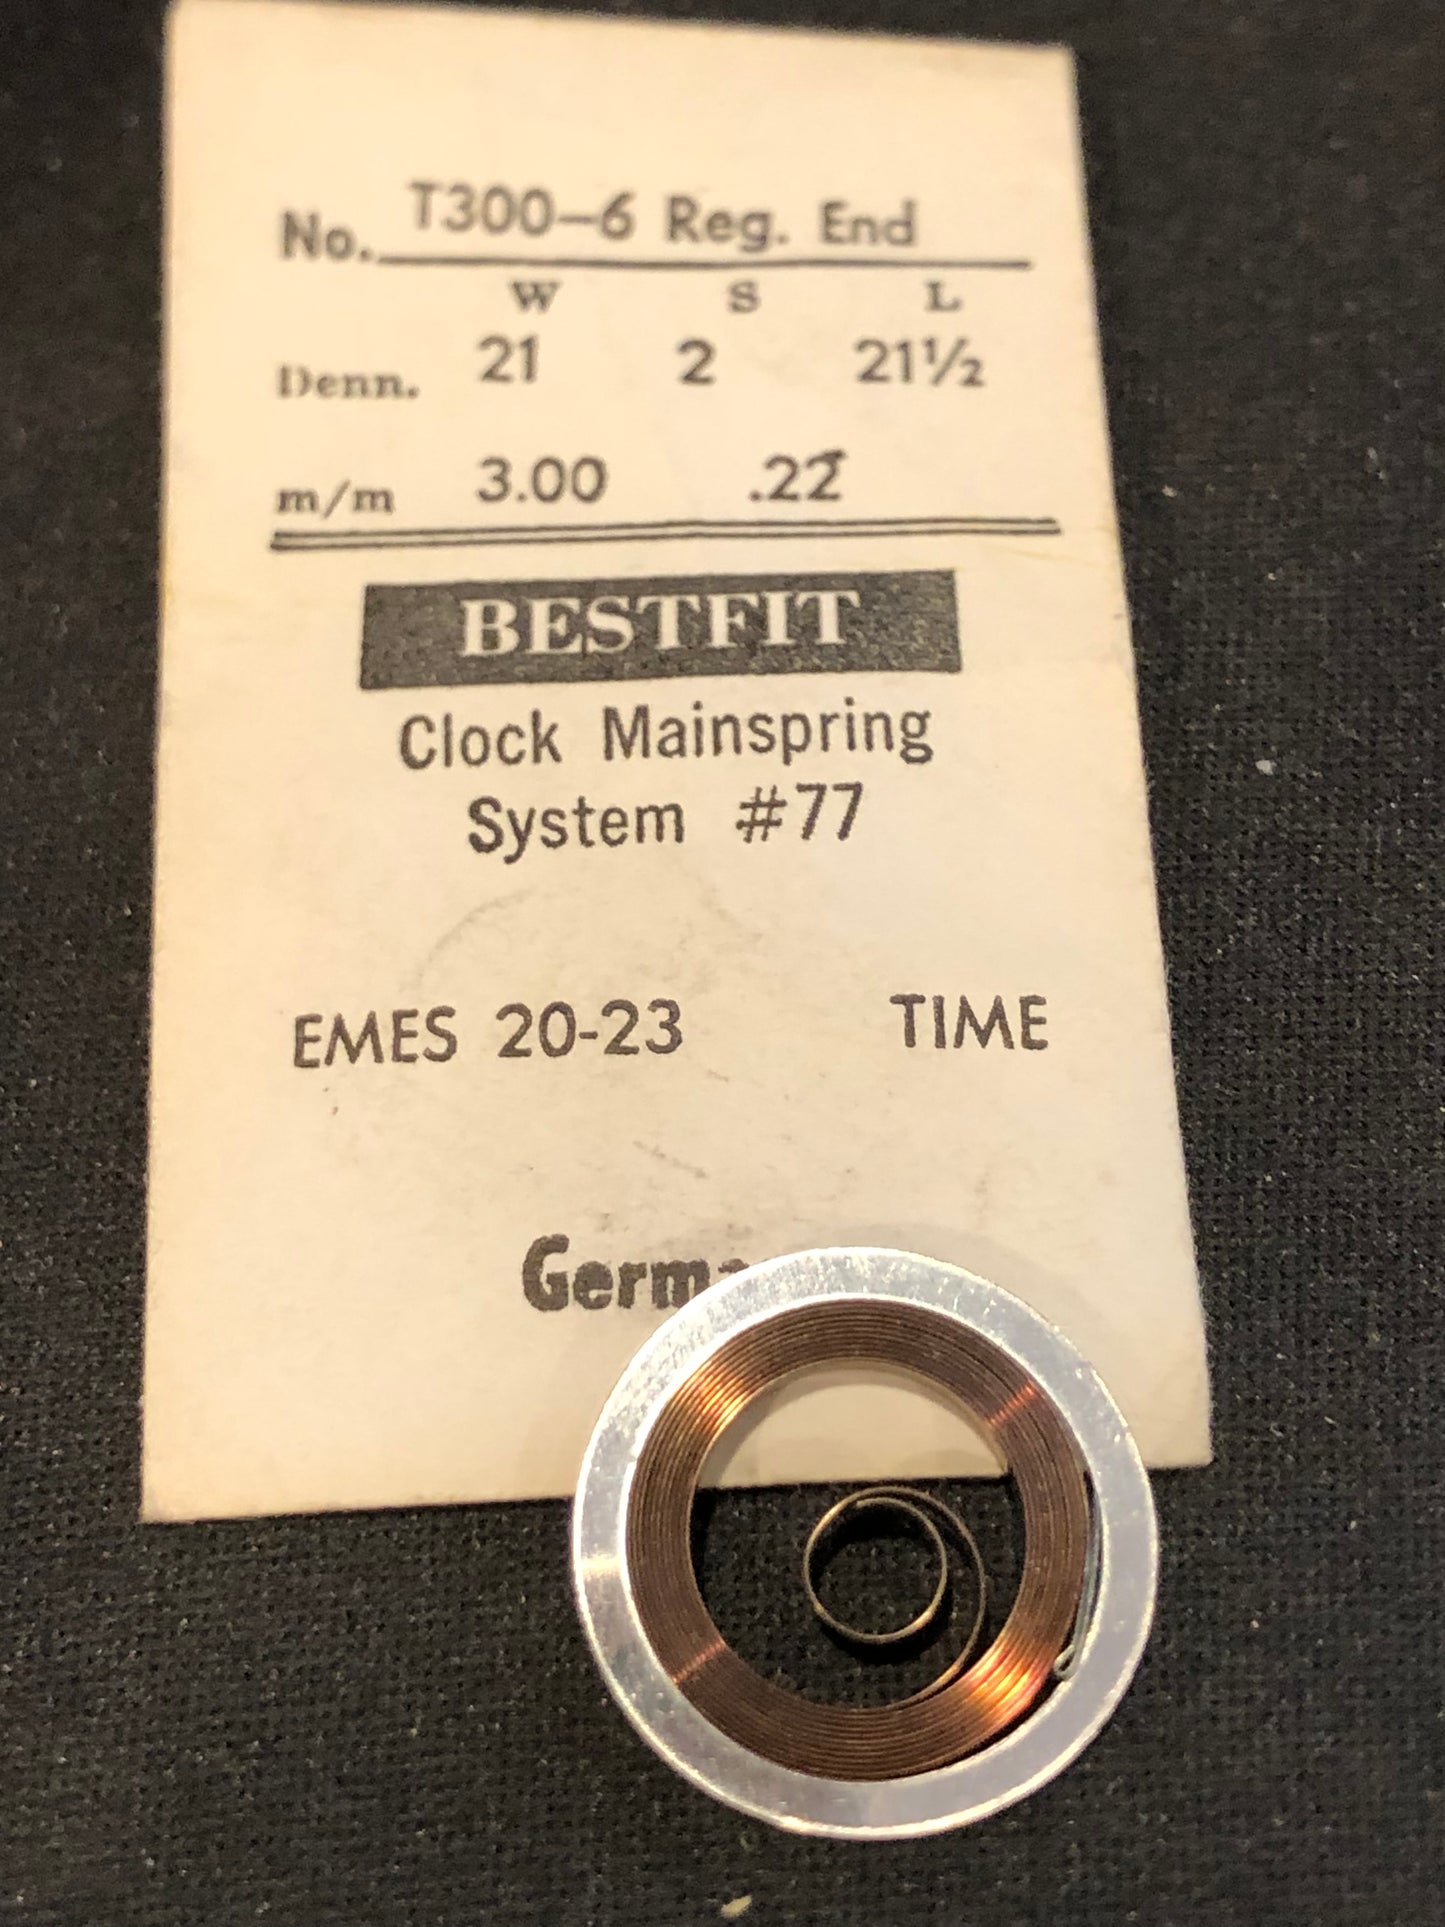 No. T300-6 Reg. End
W S L
Denn. 21 2 21½
m/m 3.00 .22
BESTFIT
Clock Mainspring
System #77
EMES 20-23 TIME